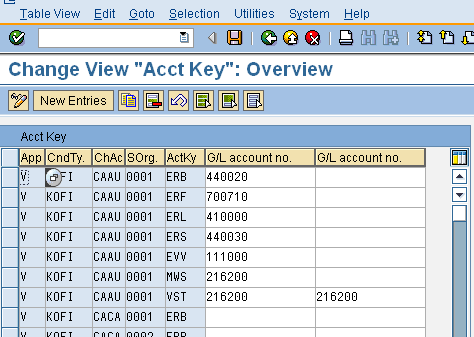 Table View Edit Goto Selection Utilities System Help
Change View "Acct Key": Overview
New Entries
Acct Key
App CndTy. ChAc SOrg. ActKy G/L account no. G/L account no.
V FI CAAU 0001 ERB 440020
V KOFI CAAU 0001 ERF 700710
V KOFI CAAU 0001 ERL 410000
V KOFI CAAU 0001 ERS 440030
V KOFI CAAU 0001 EVV 111000
V KOFI CAAU 0001 MWS 216200
V KOFI CAAU 0001 VST 216200 216200
V KOFI CACA 0001 ERB
V KOFI CACA 0002 ERB